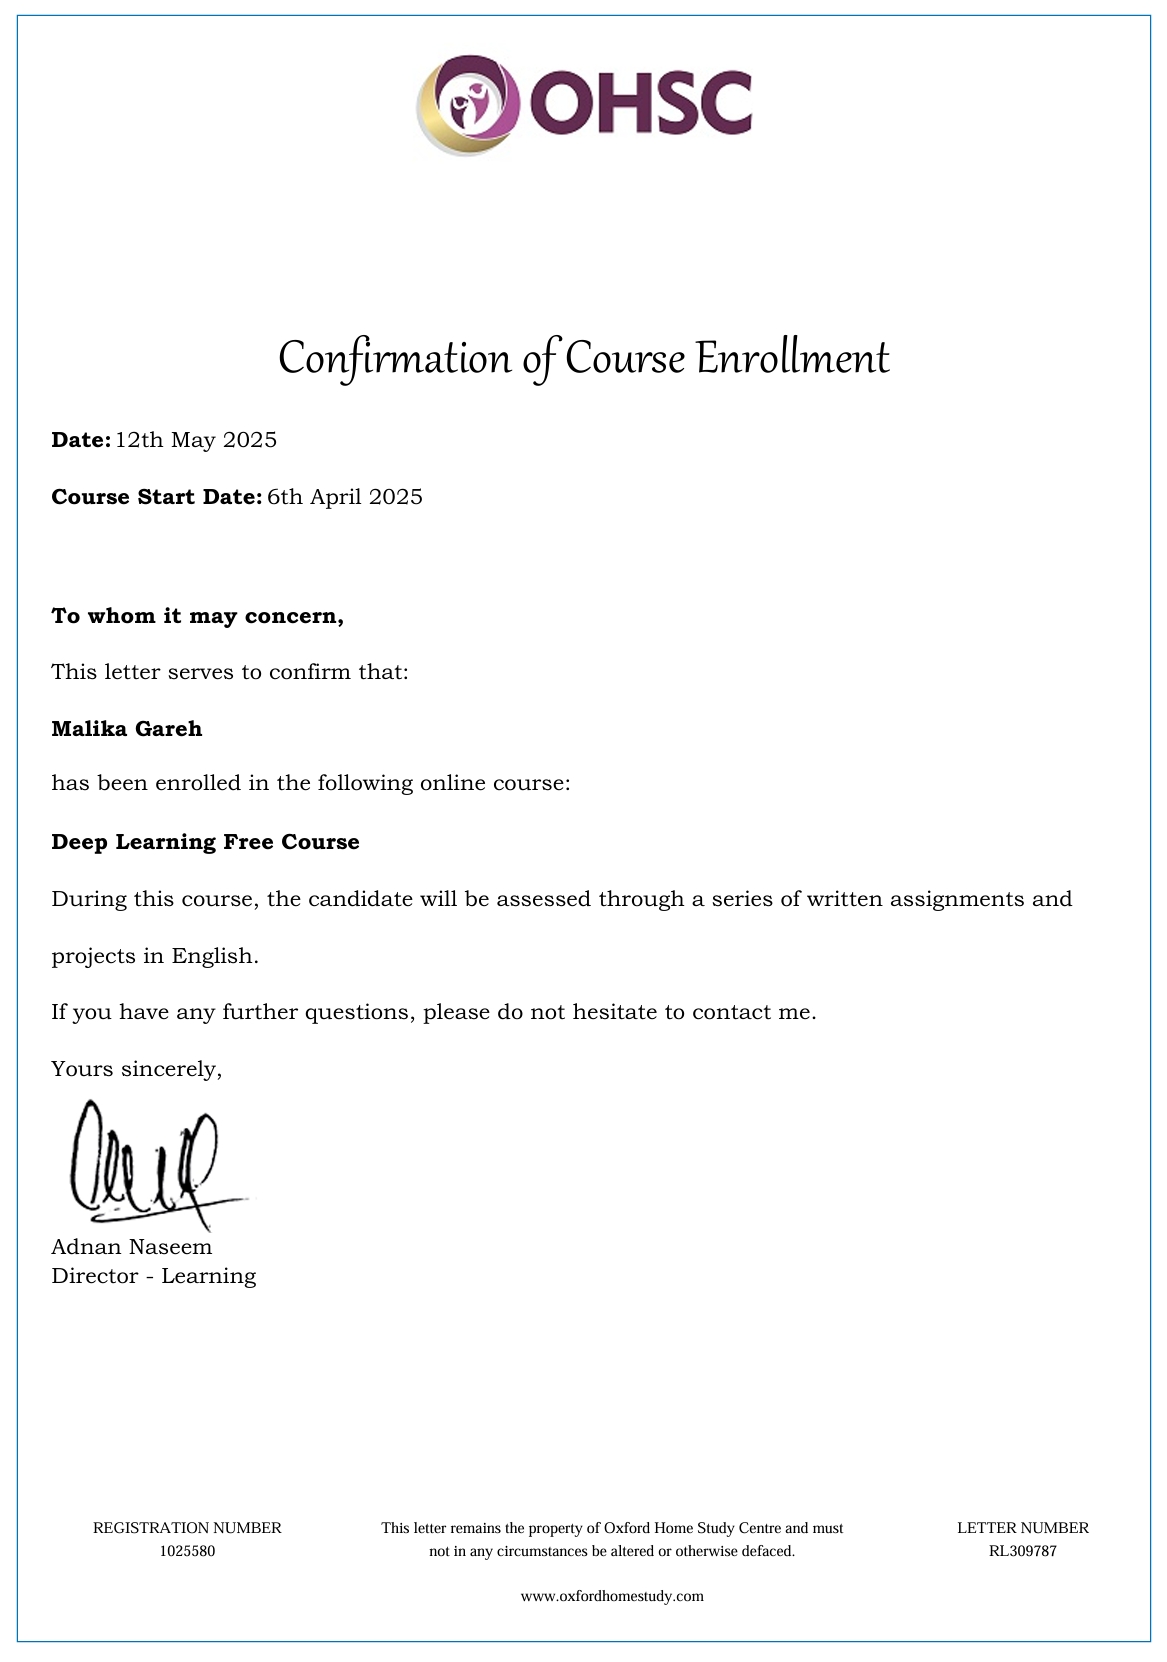 OHSC
Confirmation of Course Enrollment
Date: 12th May 2025
Course Start Date: 6th April 2025
To whom it may concern,
This letter serves to confirm that:
Malika Gareh
has been enrolled in the following online course:
Deep Learning Free Course
During this course, the candidate will be assessed through a series of written assignments and
projects in English.
If you have any further questions, please do not hesitate to contact me.
Yours sincerely,
Adnan Naseem
Director - Learning
REGISTRATION NUMBER
1025580
This letter remains the property of Oxford Home Study Centre and must
not in any circumstances be altered or otherwise defaced.
www.oxfordhomestudy.com
LETTER NUMBER
RL309787